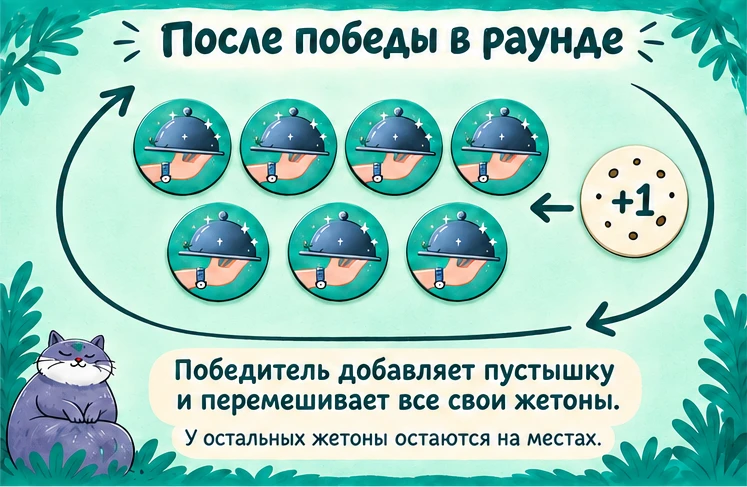 После победы в раунде
+1
Победитель добавляет пустышку
и перемешивает все свои жетоны.
У остальных жетоны остаются на местах.